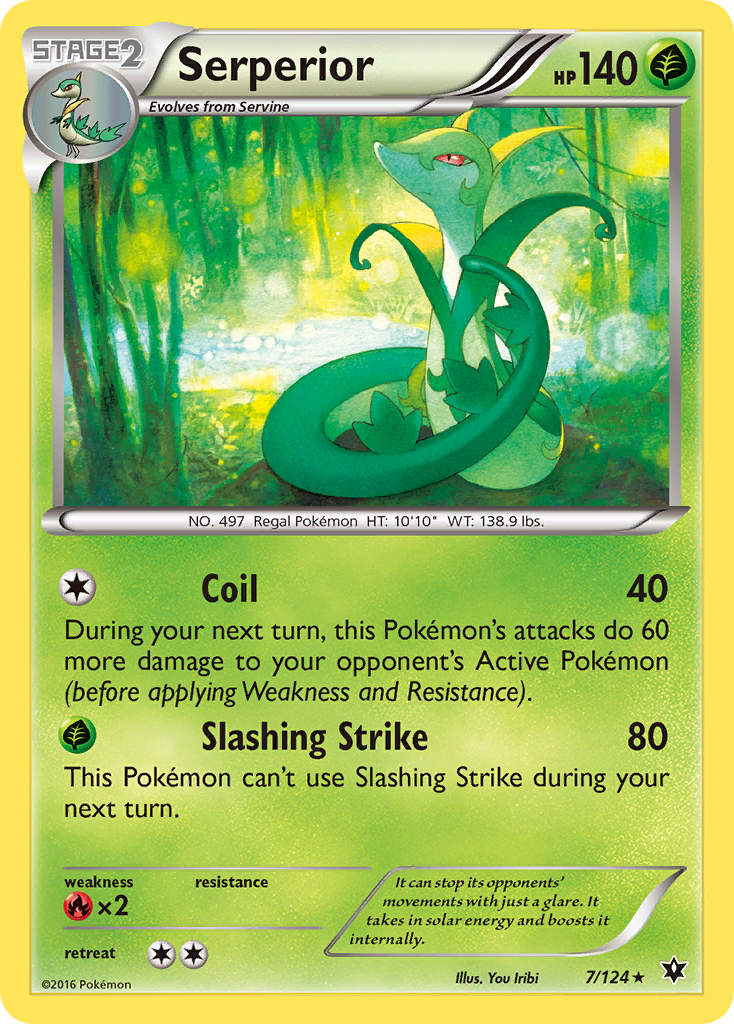 STAGE2
Serperior
HP140
Evolves from Servine
NO. 497 Regal Pokémon HT: 10'10" WT: 138.9 lbs.
Coil 40
During your next turn, this Pokémon's attacks do 60
more damage to your opponent's Active Pokémon
(before applying Weakness and Resistance).
Slashing Strike 80
This Pokémon can't use Slashing Strike during your
next turn.
weakness resistance
×2
retreat
It can stop its opponents'
movements with just a glare. It
takes in solar energy and boosts it
internally.
©2016 Pokémon
Illus. You Iribi
7/124★